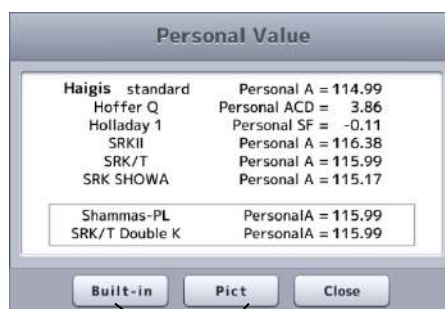 Personal Value
Haigis standard Personal A = 114.99
Hoffer Q Personal ACD = 3.86
Holladay 1 Personal SF = -0.11
SRKII Personal A = 116.38
SRK/T Personal A = 115.99
SRK SHOWA Personal A = 115.17
Shammas-PL PersonalA = 115.99
SRK/T Double K PersonalA = 115.99
Built-in Pict Close